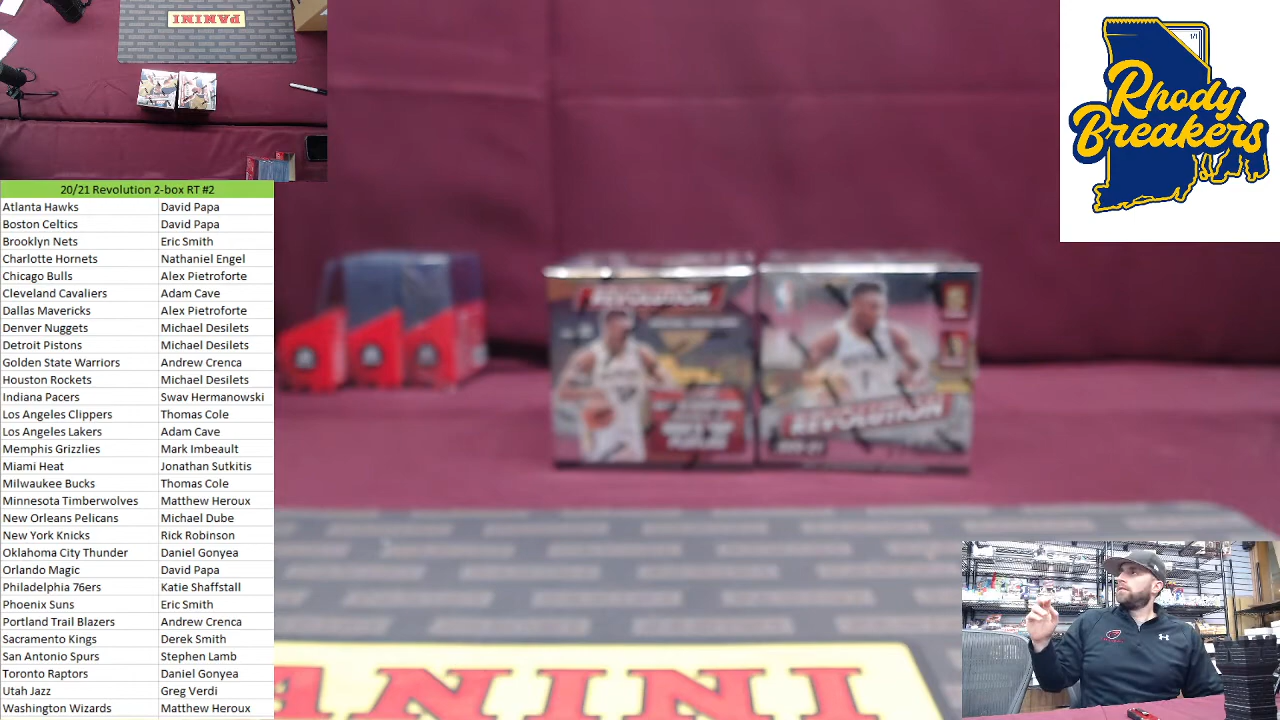 PANINI
20/21 Revolution 2-box RT #2
Atlanta Hawks David Papa
Boston Celtics David Papa
Brooklyn Nets Eric Smith
Charlotte Hornets Nathaniel Engel
Chicago Bulls Alex Pietroforte
Cleveland Cavaliers Adam Cave
Dallas Mavericks Alex Pietroforte
Denver Nuggets Michael Desilets
Detroit Pistons Michael Desilets
Golden State Warriors Andrew Crenca
Houston Rockets Michael Desilets
Indiana Pacers Swav Hermanowski
Los Angeles Clippers Thomas Cole
Los Angeles Lakers Adam Cave
Memphis Grizzlies Mark Imbeault
Miami Heat Jonathan Sutkitis
Milwaukee Bucks Thomas Cole
Minnesota Timberwolves Matthew Heroux
New Orleans Pelicans Michael Dube
New York Knicks Rick Robinson
Oklahoma City Thunder Daniel Gonyea
Orlando Magic David Papa
Philadelphia 76ers Katie Shaffstall
Phoenix Suns Eric Smith
Portland Trail Blazers Andrew Crenca
Sacramento Kings Derek Smith
San Antonio Spurs Stephen Lamb
Toronto Raptors Daniel Gonyea
Utah Jazz Greg Verdi
Washington Wizards Matthew Heroux
1/1
Rhody
Breakers
REVOLUTION
REVOLUTION
PANINI